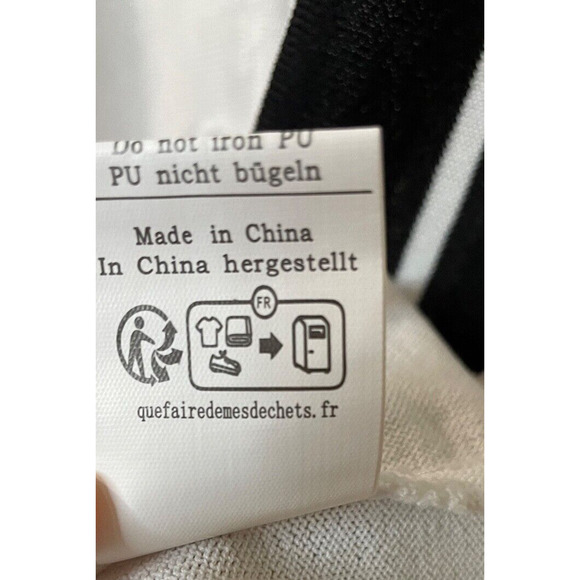 Do not iron PU
PU nicht bügeln
Made in China
In China hergestellt
FR
quefairedemesdechets.fr